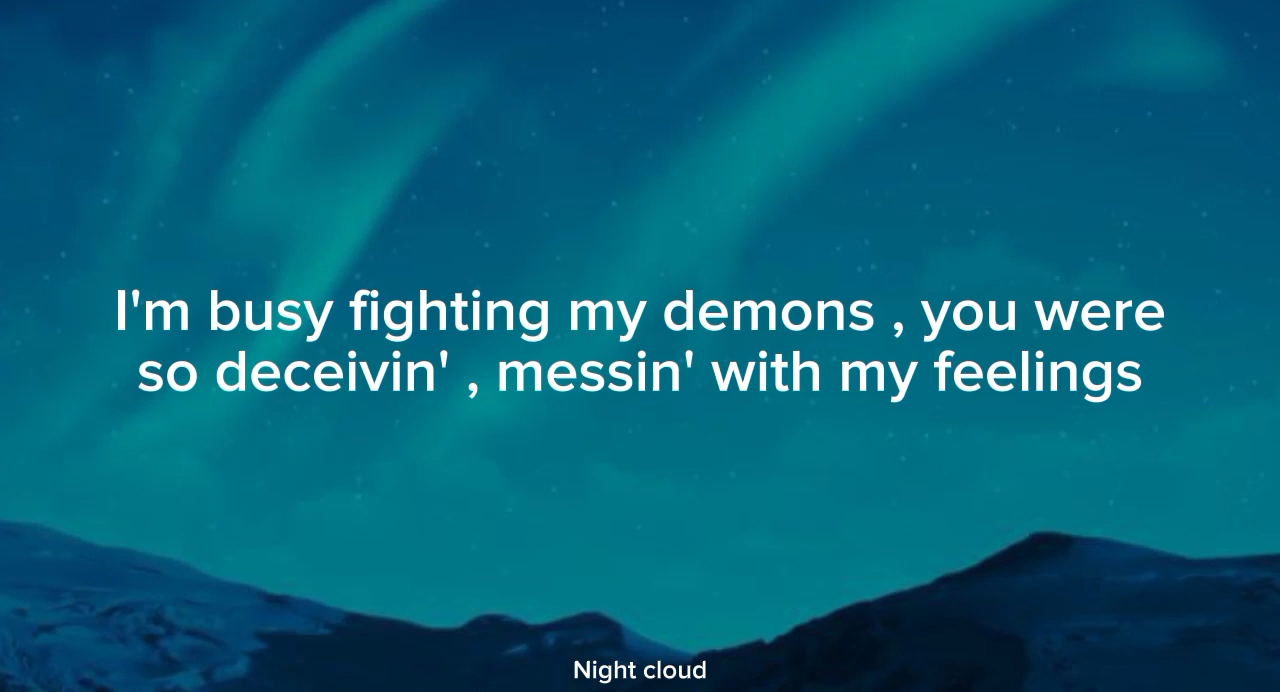 I'm busy fighting my demons , you were
so deceivin' , messin' with my feelings
Night cloud